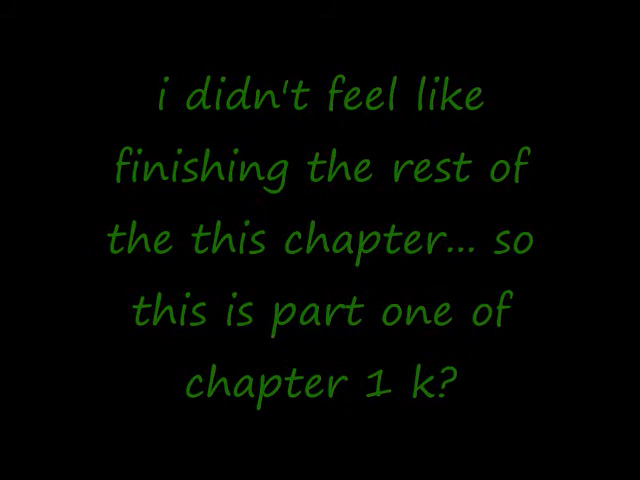 i didn't feel like
finishing the rest of
the this chapter... so
this is part one of
chapter 1 k?